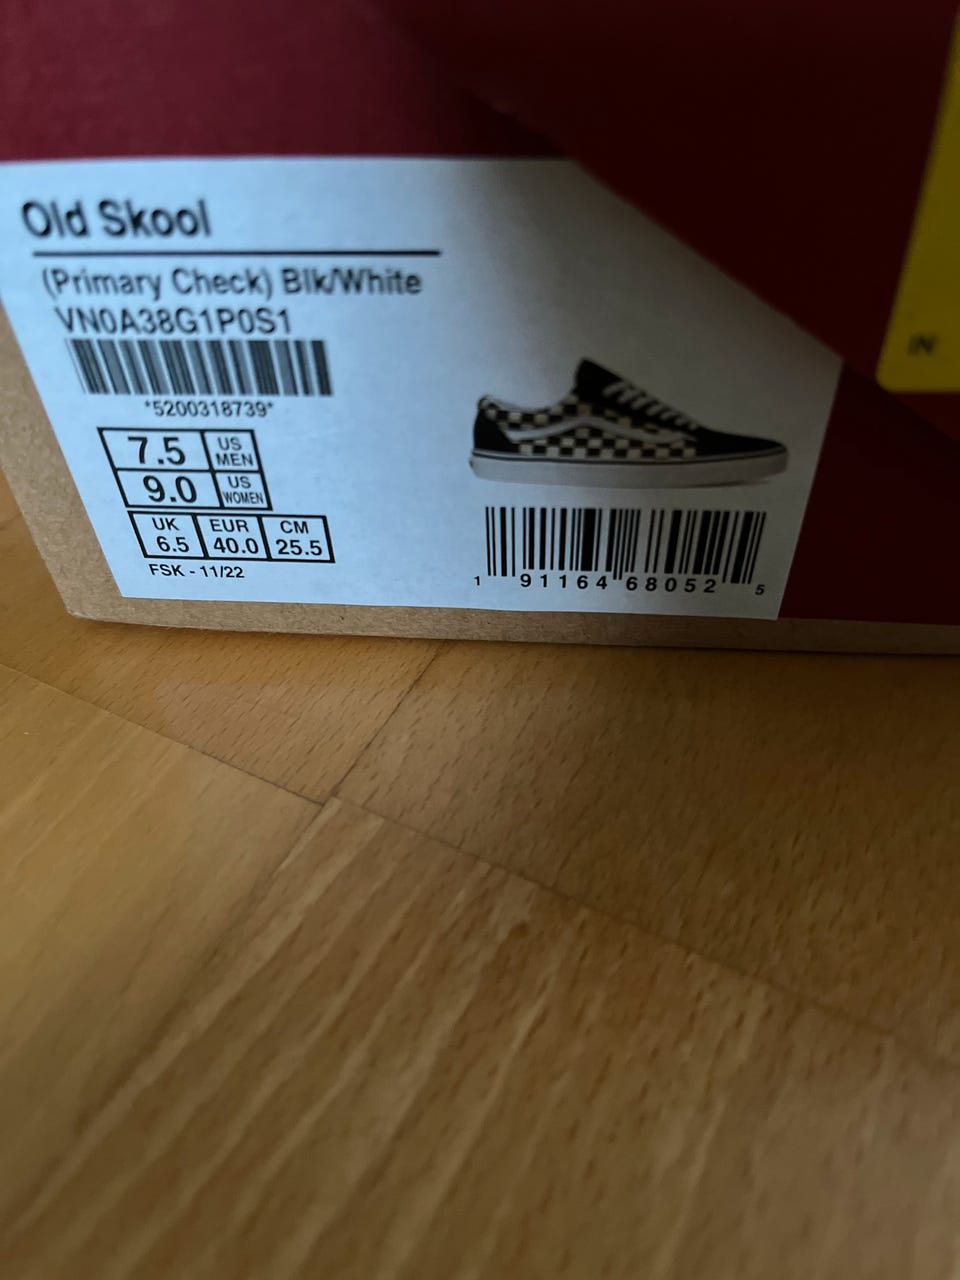 Old Skool
(Primary Check) Blk/White
VN0A38G1P0S1
*5200318739*
7.5 US MEN
9.0 US WOMEN
UK EUR CM
6.5 40.0 25.5
FSK - 11/22
1 91164 68052 5
IN